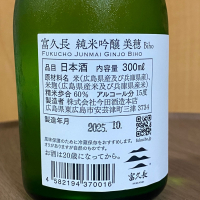 富久長 純米吟醸 美穂 Biho
FUKUCHO JUNMAI GINJO BIHO
品目 日本酒 内容量 300ml
原材料名 米(広島県産及び兵庫県産)、
米麹(広島県産米及び兵庫県産米)
精米歩合 60% アルコール分 15度
製造者 株式会社今田酒造本店
広島県東広島市安芸津町三津 3734
製造年月
2025.10
お酒は20歳になってから。
4 582194 370016
富久長